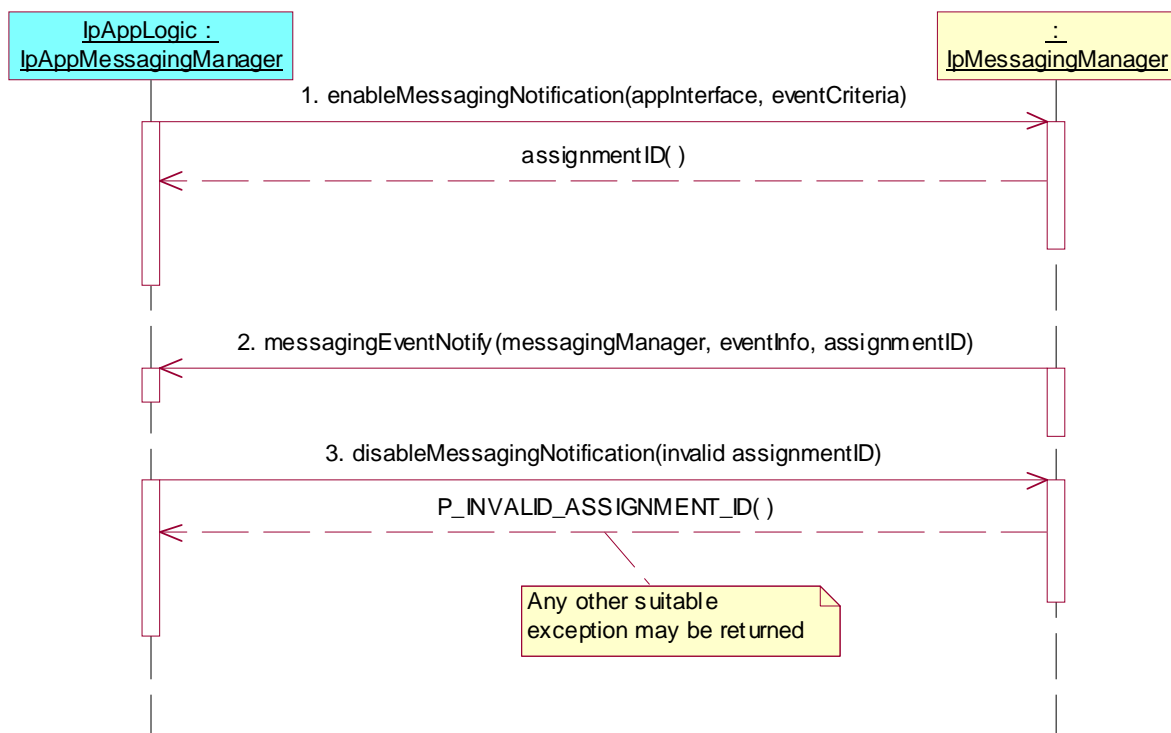 IpAppLogic :
IpAppMessagingManager
:
IpMessagingManager
1. enableMessagingNotification(appInterface, eventCriteria)
assignmentID( )
2. messagingEventNotify(messagingManager, eventInfo, assignmentID)
3. disableMessagingNotification(invalid assignmentID)
P_INVALID_ASSIGNMENT_ID( )
Any other suitable
exception may be returned